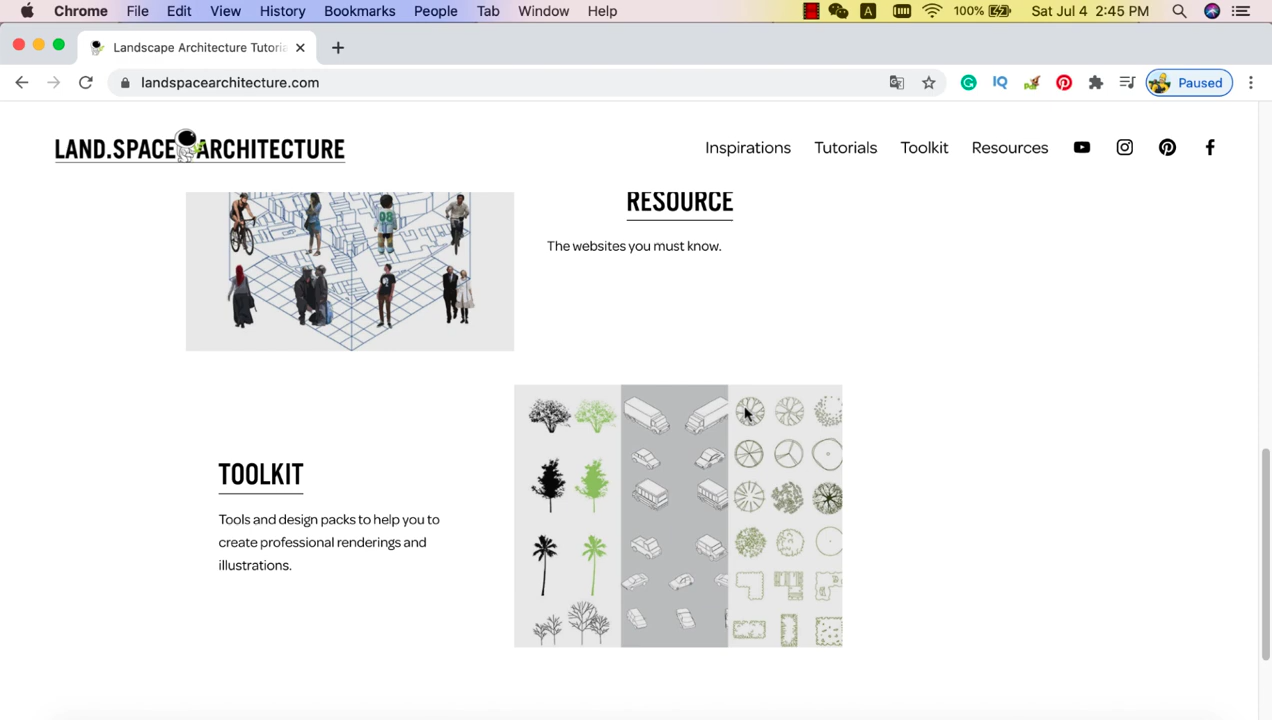 Chrome File Edit View History Bookmarks People Tab Window Help A 100% Sat Jul 4 2:45 PM
Landscape Architecture Tutoria
landspacearchitecture.com IQ Paused
LAND.SPACE ARCHITECTURE Inspirations Tutorials Toolkit Resources
RESOURCE
08
The websites you must know.
TOOLKIT
Tools and design packs to help you to
create professional renderings and
illustrations.